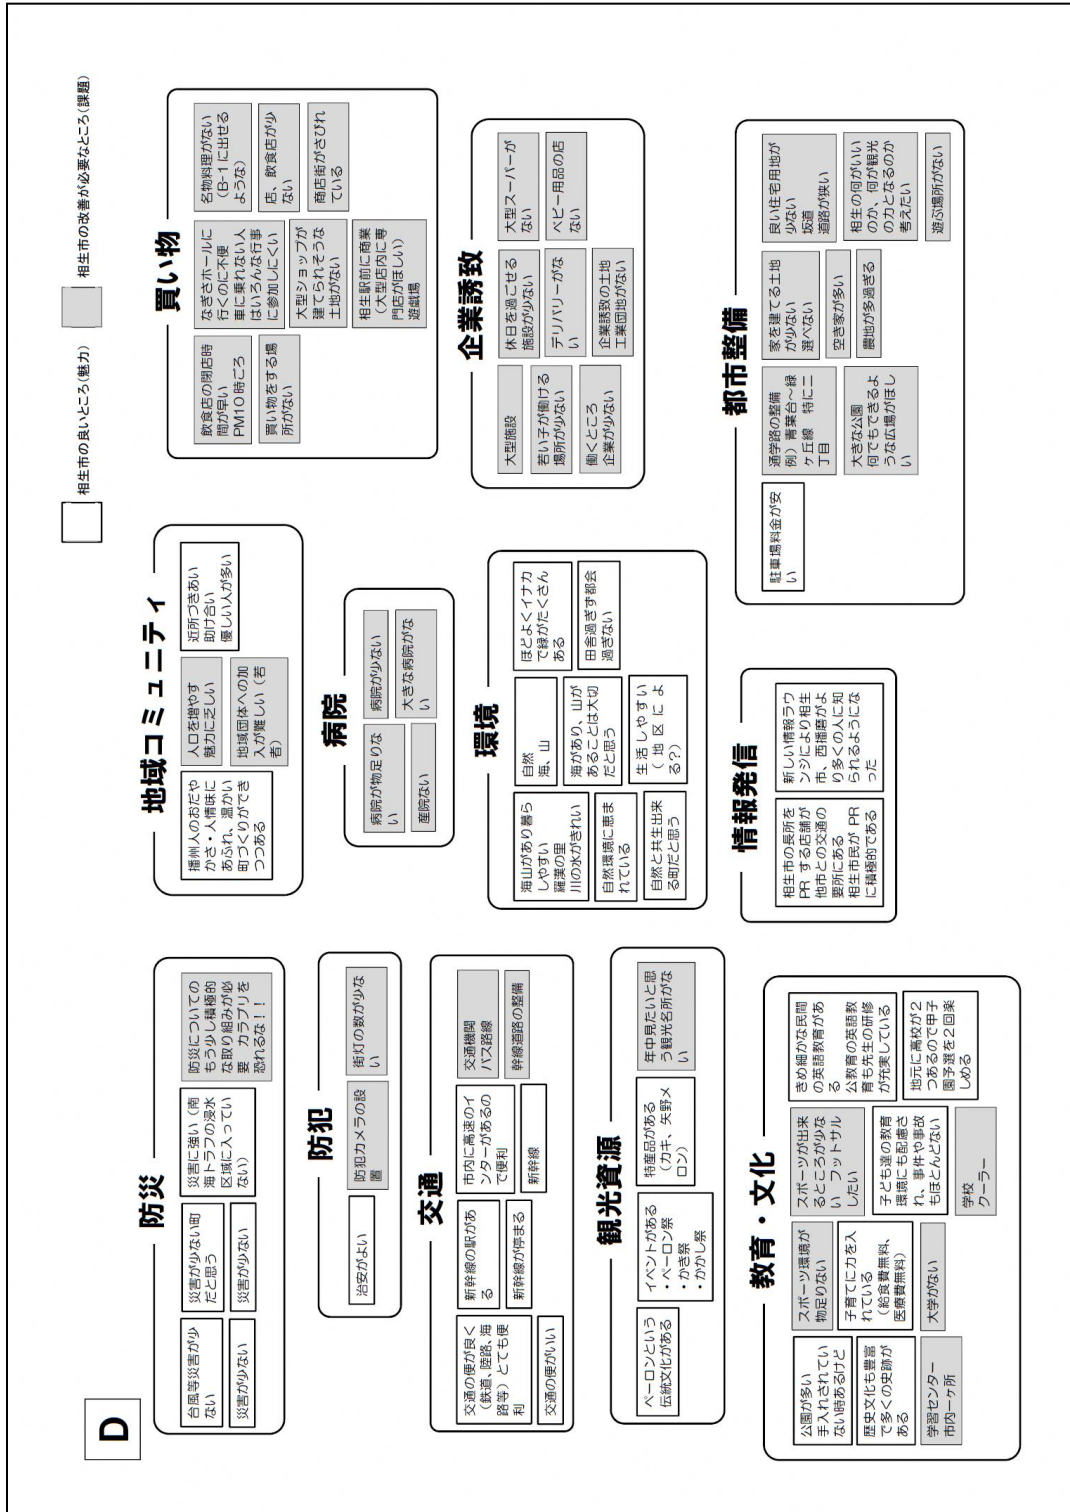 D
相生市の良いところ(魅力)
相生市の改善が必要なところ(課題)
防災
台風等災害が少
ない
災害が少ない町
だと思う
災害に強い（南
海トラフの浸水
区域に入ってい
ない）
防災についての
もう少し積極的
な取り組みが必
要　カラブリを
恐れるな！！
災害が少ない
災害が少ない
防犯
治安がよい
防犯カメラの設
置
街灯の数が少な
い
交通
交通の便が良く
（鉄道、陸路、海
路等）とても便
利
新幹線の駅があ
る
市内に高速のイ
ンターがあるの
で便利
交通機関
バス路線
交通の便がいい
新幹線が停まる
新幹線
幹線道路の整備
観光資源
ペーロンという
伝統文化がある
イベントがある
・ペーロン祭
・かき祭
・かかし祭
特産品がある
（カキ、矢野メ
ロン）
年中見たいと思
う観光名所がな
い
教育・文化
公園が多い
手入れされてい
ない時あるけど
スポーツ環境が
物足りない
スポーツが出来
るところが少な
い　フットサル
したい
きめ細かな民間
の英語教育があ
る
公教育の英語教
育も先生の研修
が充実している
歴史文化も豊富
で多くの史跡が
ある
子育てに力を入
れている
（給食費無料、
医療費無料）
子ども達の教育
環境にも配慮さ
れ、事件や事故
もほとんどない
地元に高校が２
つあるので甲子
園予選を２回楽
しめる
学習センター
市内一ヶ所
大学がない
学校
クーラー
地域コミュニティ
播州人のおだや
かさ・人情味に
あふれ、温かい
町づくりができ
つつある
人口を増やす
魅力に乏しい
近所づきあい
助け合い
優しい人が多い
地域団体への加
入が難しい（若
者）
病院
病院が物足りな
い
病院が少ない
産院ない
大きな病院がな
い
環境
海山があり暮ら
しやすい
羅漢の里
川の水がきれい
自然
海、山
ほどよくイナカ
で緑がたくさん
ある
自然環境に恵ま
れている
海があり、山が
あることは大切
だと思う
田舎過ぎず都会
過ぎない
自然と共生出来
る町だと思う
生活しやすい
（地区によ
る？）
情報発信
相生市の長所を
PRする店舗が
他市との交通の
要所にある
相生市民がPR
に積極的である
新しい情報ラウ
ンジにより相生
市、西播磨がよ
り多くの人に知
られるようにな
った
買い物
飲食店の閉店時
間が早い
PM１０時ごろ
なぎさホールに
行くのに不便
車に乗れない人
はいろんな行事
に参加しにくい
名物料理がない
（B-1に出せる
ような）
買い物をする場
所がない
大型ショップが
建てられそうな
土地がない
店、飲食店が少
ない
相生駅前に商業
（大型店内に専
門店がほしい）
遊戯場
商店街がさびれ
ている
企業誘致
大型施設
休日を過ごせる
施設が少ない
大型スーパーが
ない
若い子が働ける
場所が少ない
デリバリーがな
い
ベビー用品の店
ない
働くところ
企業が少ない
企業誘致の土地
工業団地がない
都市整備
駐車場料金が安
い
通学路の整備
例）青葉台～緑
ヶ丘線　特に二
丁目
家を建てる土地
が少ない
選べない
良い住宅用地が
少ない
坂道
道路が狭い
大きな公園
何でもできるよ
うな広場がほし
い
空き家が多い
相生の何がいい
のか、何が観光
の力となるのか
考えたい
農地が多過ぎる
遊ぶ場所がない